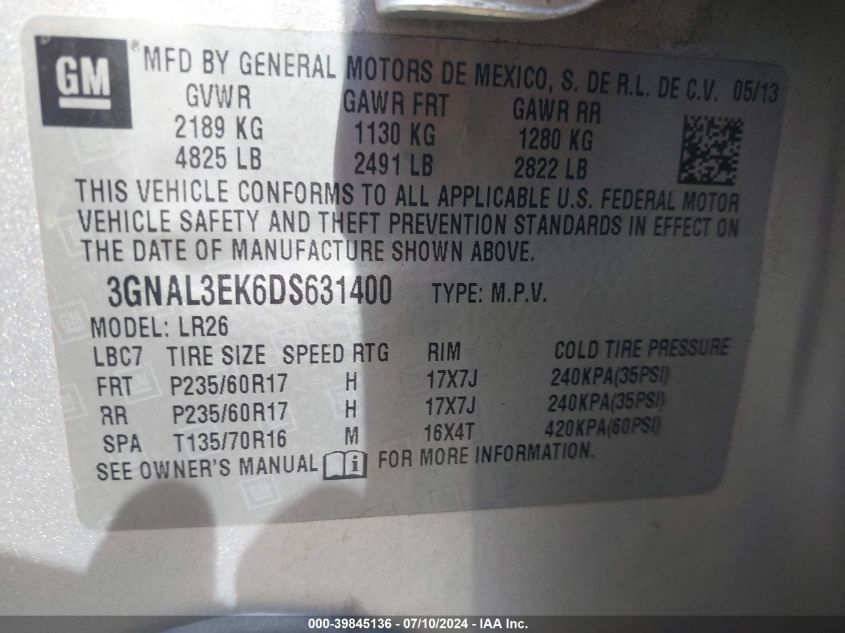 GM
® MFD BY GENERAL MOTORS DE MEXICO, S. DE R.L. DE C.V. 05/13
GVWR GAWR FRT GAWR RR
2189 KG 1130 KG 1280 KG
4825 LB 2491 LB 2822 LB
THIS VEHICLE CONFORMS TO ALL APPLICABLE U.S. FEDERAL MOTOR
VEHICLE SAFETY AND THEFT PREVENTION STANDARDS IN EFFECT ON
THE DATE OF MANUFACTURE SHOWN ABOVE.
3GNAL3EK6DS631400 TYPE: M.P.V.
MODEL: LR26
LBC7 TIRE SIZE SPEED RTG RIM COLD TIRE PRESSURE
FRT P235/60R17 H 17X7J 240KPA(35PSI)
RR P235/60R17 H 17X7J 240KPA(35PSI)
SPA T135/70R16 M 16X4T 420KPA(60PSI)
SEE OWNER'S MANUAL i FOR MORE INFORMATION.
000-39845136 - 07/10/2024 - IAA Inc.